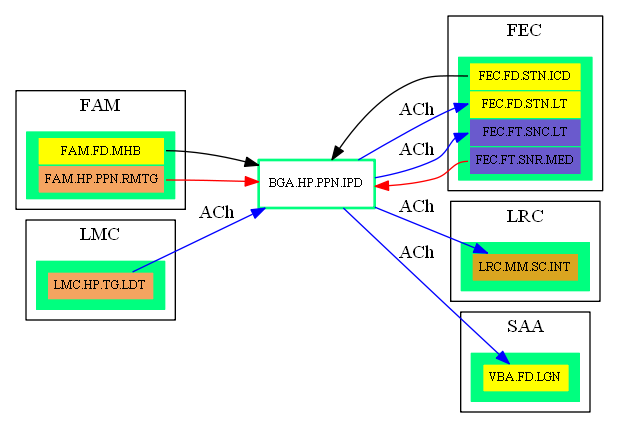 FAM
FAM.FD.MHB
FAM.HP.PPN.RMTG
LMC
LMC.HP.TG.LDT
ACh
BGA.HP.PPN.IPD
ACh
ACh
ACh
ACh
FEC
FEC.FD.STN.ICD
FEC.FD.STN.LT
FEC.FT.SNC.LT
FEC.FT.SNR.MED
LRC
LRC.MM.SC.INT
SAA
VBA.FD.LGN